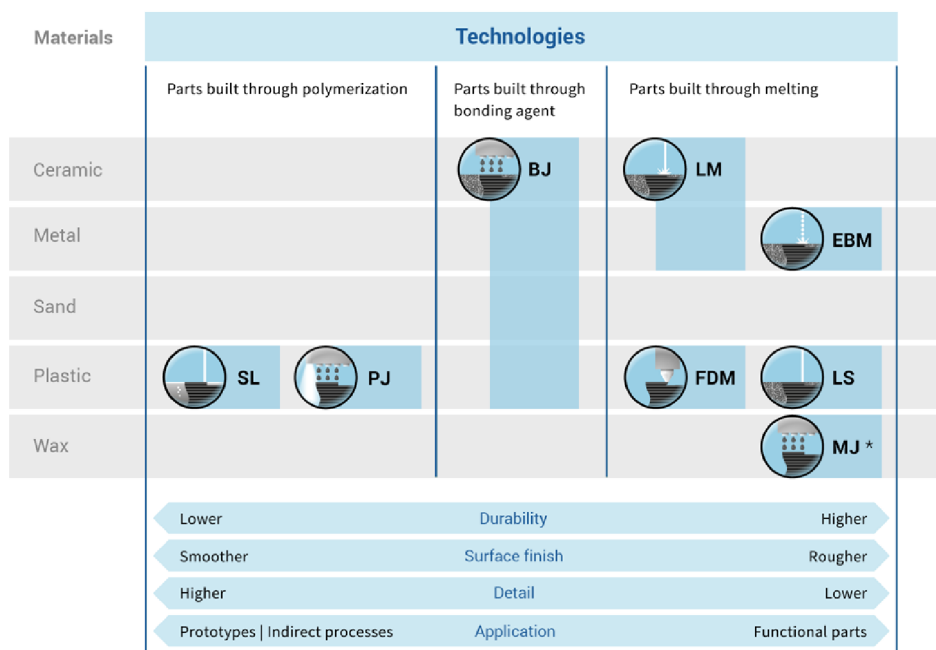 Materials
Technologies
Parts built through polymerization
Parts built through
bonding agent
Parts built through melting
Ceramic
BJ
LM
Metal
EBM
Sand
Plastic
SL
PJ
FDM
LS
Wax
MJ *
Lower Durability Higher
Smoother Surface finish Rougher
Higher Detail Lower
Prototypes | Indirect processes Application Functional parts